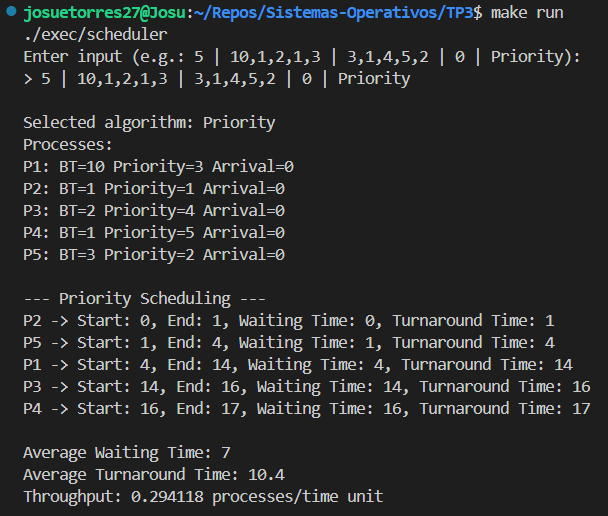 josuetorres27@Josu:~/Repos/Sistemas-Operativos/TP3$ make run
./exec/scheduler
Enter input (e.g.: 5 | 10,1,2,1,3 | 3,1,4,5,2 | 0 | Priority):
> 5 | 10,1,2,1,3 | 3,1,4,5,2 | 0 | Priority
Selected algorithm: Priority
Processes:
P1: BT=10 Priority=3 Arrival=0
P2: BT=1 Priority=1 Arrival=0
P3: BT=2 Priority=4 Arrival=0
P4: BT=1 Priority=5 Arrival=0
P5: BT=3 Priority=2 Arrival=0
--- Priority Scheduling ---
P2 -> Start: 0, End: 1, Waiting Time: 0, Turnaround Time: 1
P5 -> Start: 1, End: 4, Waiting Time: 1, Turnaround Time: 4
P1 -> Start: 4, End: 14, Waiting Time: 4, Turnaround Time: 14
P3 -> Start: 14, End: 16, Waiting Time: 14, Turnaround Time: 16
P4 -> Start: 16, End: 17, Waiting Time: 16, Turnaround Time: 17
Average Waiting Time: 7
Average Turnaround Time: 10.4
Throughput: 0.294118 processes/time unit